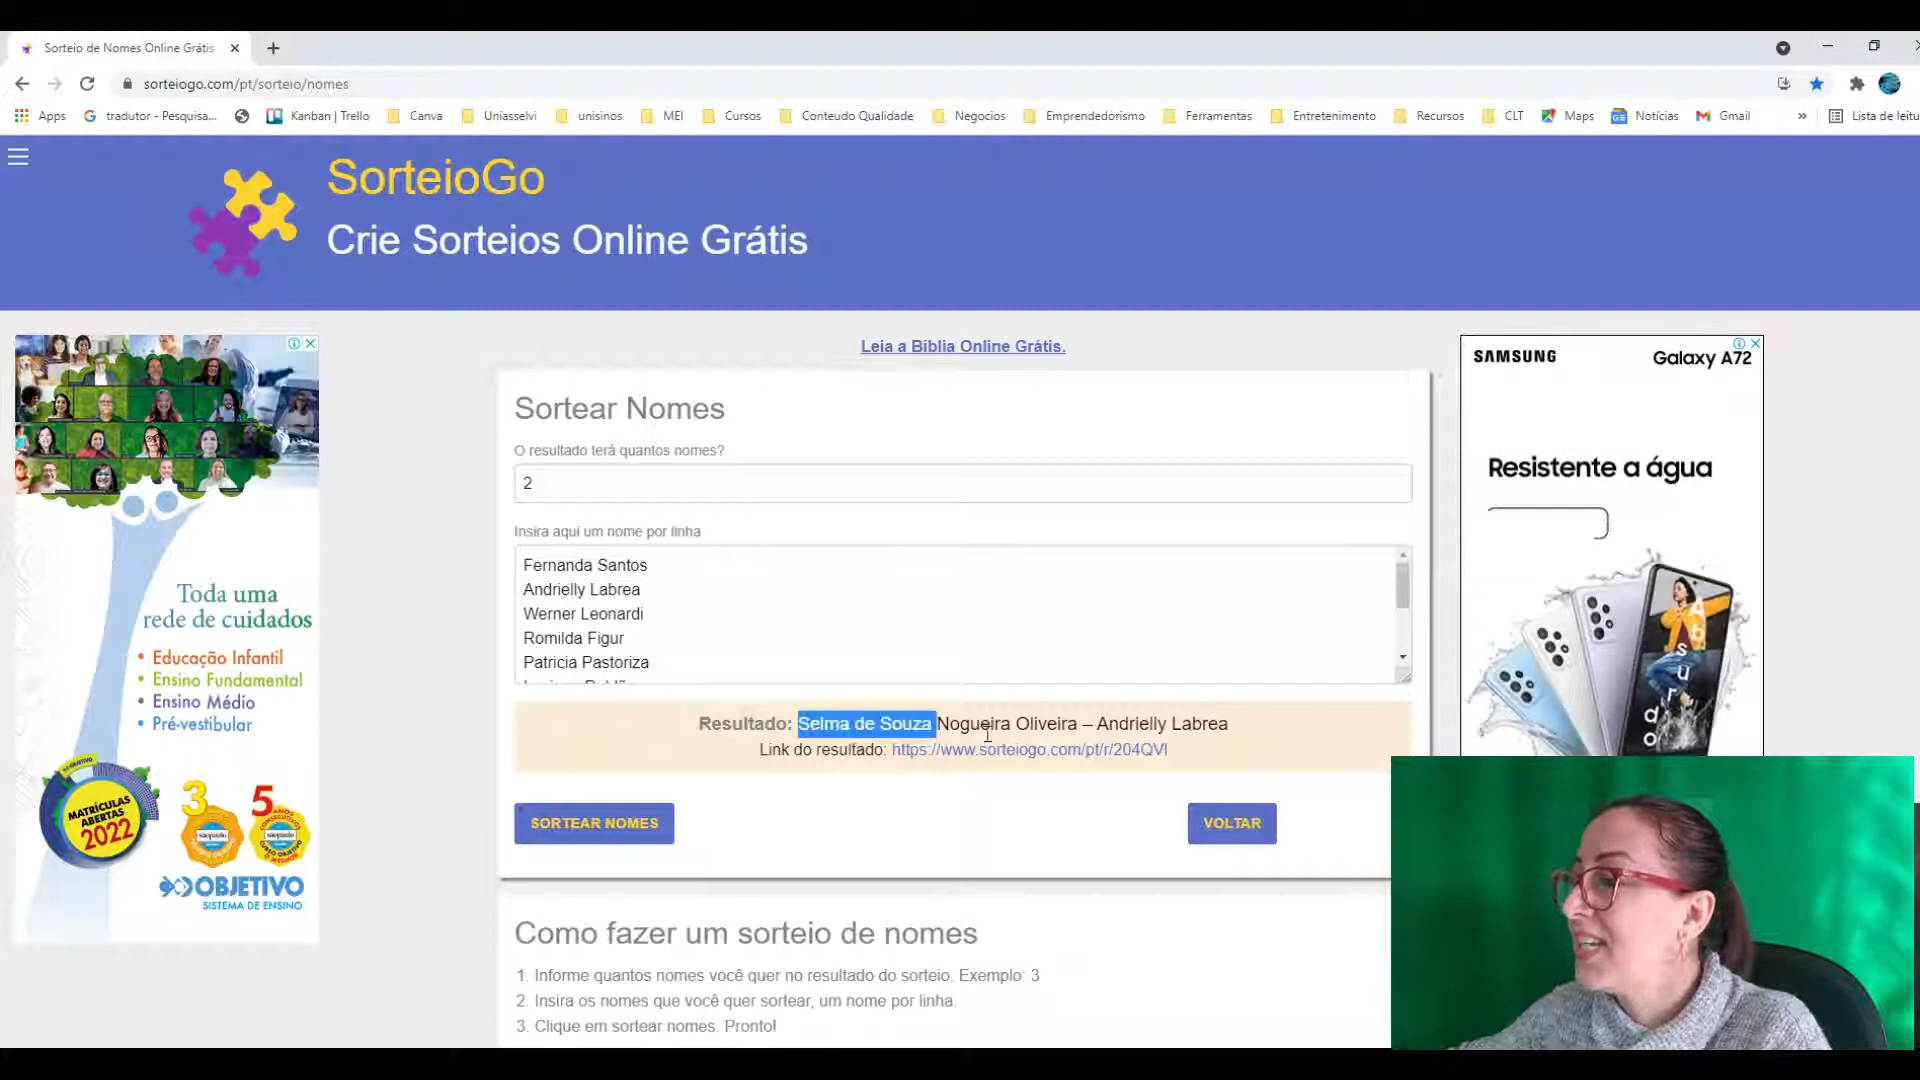 Sorteio de Nomes Online Grátis
sorteiogo.com/pt/sorteio/nomes
Apps
tradutor - Pesquisa...
Kanban | Trello
Canva
Uniasselvi
unisinos
MEI
Cursos
Conteudo Qualidade
Negocios
Emprendedorismo
Ferramentas
Entretenimento
Recursos
CLT
Maps
Notícias
Gmail
»
Lista de leitu
SorteioGo
Crie Sorteios Online Grátis
Leia a Bíblia Online Grátis.
Sortear Nomes
O resultado terá quantos nomes?
2
Insira aqui um nome por linha
Fernanda Santos
Andrielly Labrea
Werner Leonardi
Romilda Figur
Patricia Pastoriza
Resultado: Selma de Souza Nogueira Oliveira – Andrielly Labrea
Link do resultado: https://www.sorteiogo.com/pt/r/204QVI
SORTEAR NOMES
VOLTAR
Como fazer um sorteio de nomes
1. Informe quantos nomes você quer no resultado do sorteio. Exemplo: 3
2. Insira os nomes que você quer sortear, um nome por linha.
3. Clique em sortear nomes. Pronto!
Toda uma
rede de cuidados
• Educação Infantil
• Ensino Fundamental
• Ensino Médio
• Pré-vestibular
MATRÍCULAS
ABERTAS
2022
3
5
OBJETIVO
SISTEMA DE ENSINO
SAMSUNG
Galaxy A72
Resistente a água